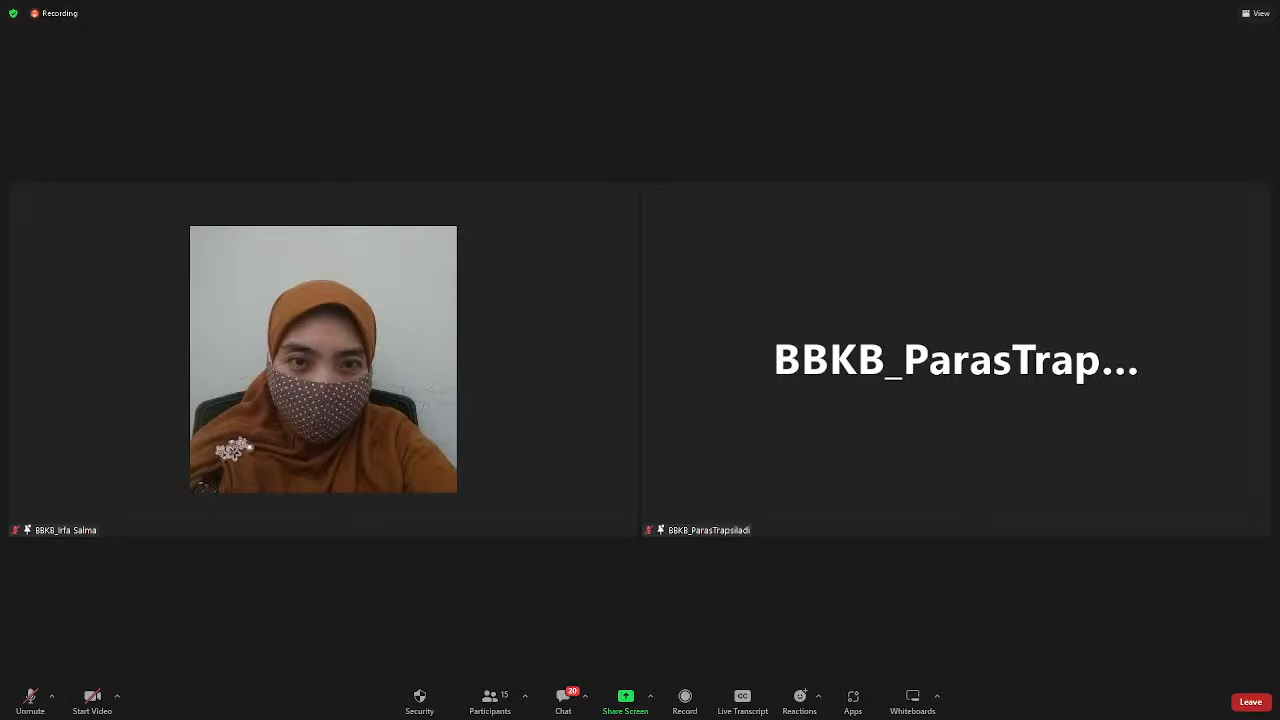 Recording
View
BBKB_ParasTrap...
BBKB_Irfa Salma
BBKB_ParasTrapsiladi
Unmute
Start Video
Security
15
Participants
20
Chat
Share Screen
Record
CC
Live Transcript
Reactions
Apps
Whiteboards
Leave